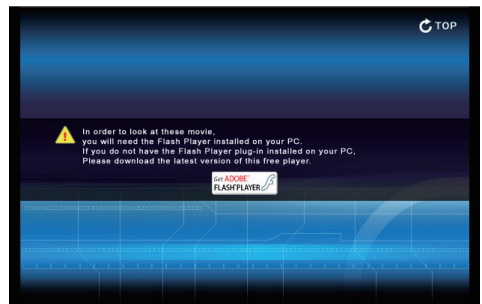 TOP
In order to look at these movie,
you will need the Flash Player installed on your PC.
If you do not have the Flash Player plug-in installed on your PC,
Please download the latest version of this free player.
Get ADOBE®
FLASH® PLAYER